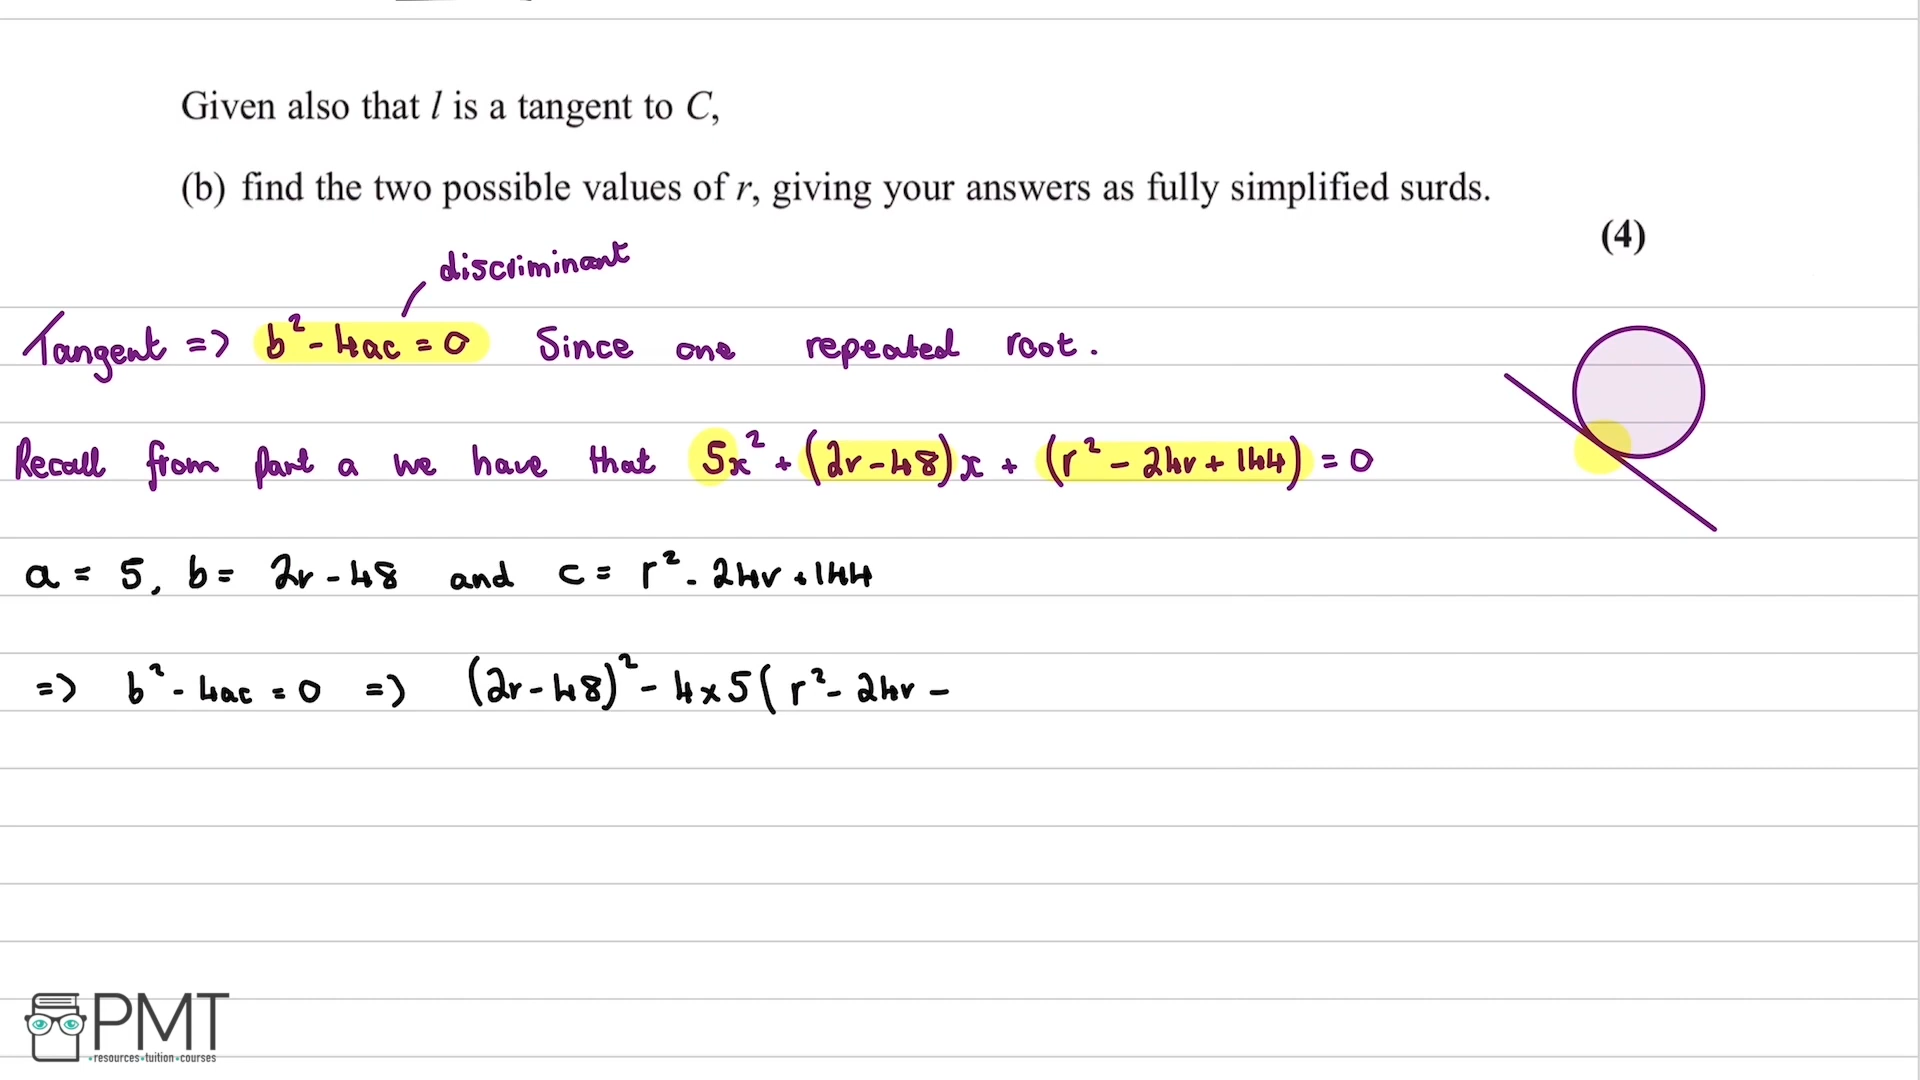 Given also that l is a tangent to C,
(b) find the two possible values of r, giving your answers as fully simplified surds.
(4)
discriminant
Tangent => b² - 4ac = 0 Since one repeated root.
Recall from part a we have that 5x² + (2r - 48)x + (r² - 24r + 144) = 0
a = 5, b = 2r - 48 and c = r² - 24r + 144
=> b² - 4ac = 0 => (2r - 48)² - 4 × 5 ( r² - 24r -
PMT
resources•tuition•courses